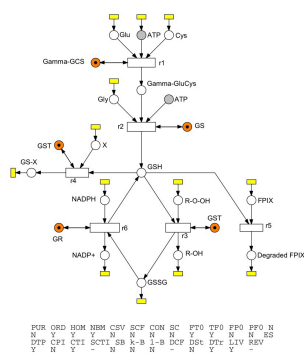 Glu ATP Cys
Gamma-GCS r1
Gamma-GluCys
Gly ATP
r2 GS
GST X
GS-X r4 GSH
NADPH R-O-OH FPIX
GST
GR r6 r3 r5
NADP+ R-OH Degraded FPIX
GSSG
PUR ORD HOM NBM CSV SCF CON SC FT0 TF0 FP0 PF0 NC
N Y Y Y N N N N N Y N N ES
DTP CPI CTI SCTI SB k-B 1-B DCF DSt DTr LIV REV
Y Y Y - N N N - - Y N Y